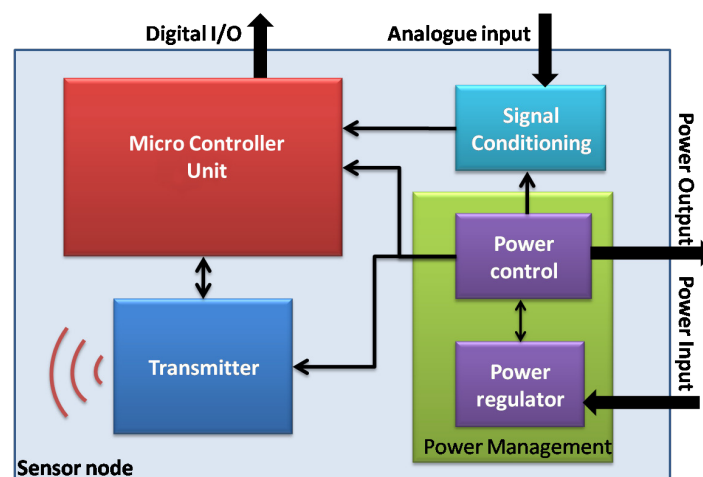 Digital I/O
Analogue input
Micro Controller
Unit
Signal
Conditioning
Power Output
Power
control
Power Input
Transmitter
Power
regulator
Power Management
Sensor node